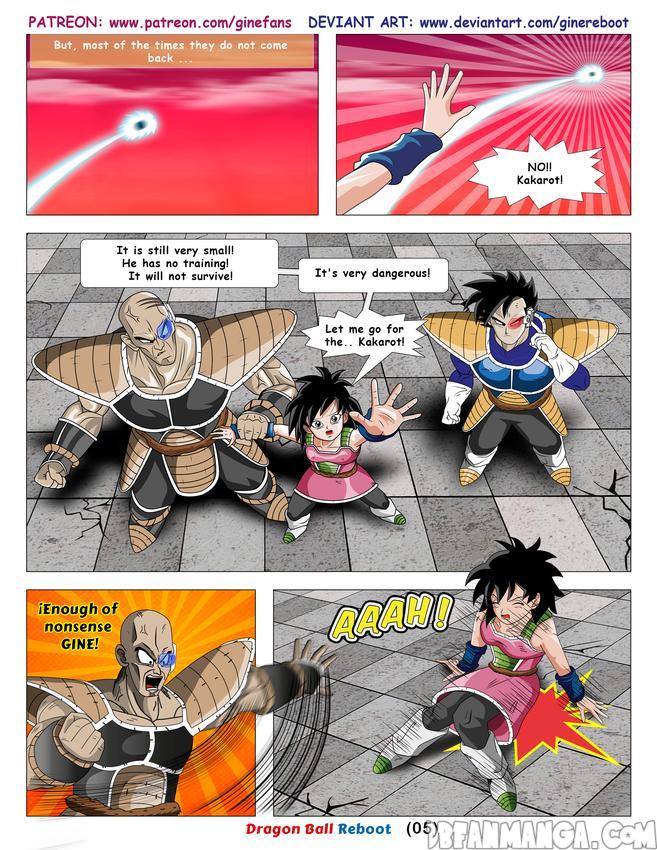 PATREON: www.patreon.com/ginefans DEVIANT ART: www.deviantart.com/ginereboot
But, most of the times they do not come
back ...
NO!!
Kakarot!
It is still very small!
He has no training!
It will not survive!
It's very dangerous!
Let me go for
the.. Kakarot!
¡Enough of
nonsense
GINE!
AAAH!
Dragon Ball Reboot (05)
DBFANMANGA.COM